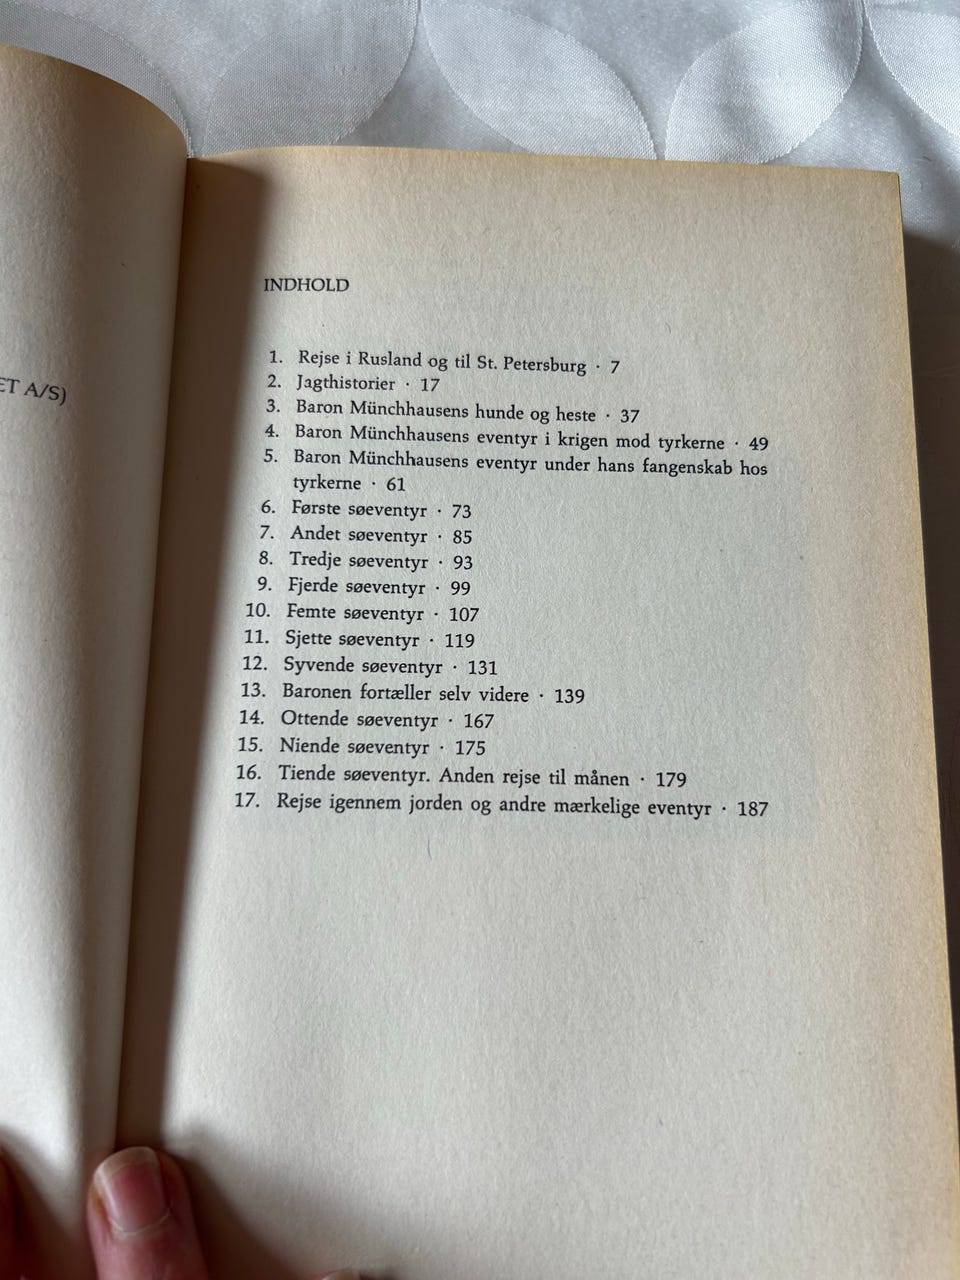 ET A/S)
INDHOLD
1. Rejse i Rusland og til St. Petersburg · 7
2. Jagthistorier · 17
3. Baron Münchhausens hunde og heste · 37
4. Baron Münchhausens eventyr i krigen mod tyrkerne · 49
5. Baron Münchhausens eventyr under hans fangenskab hos
tyrkerne · 61
6. Første søeventyr · 73
7. Andet søeventyr · 85
8. Tredje søeventyr · 93
9. Fjerde søeventyr · 99
10. Femte søeventyr · 107
11. Sjette søeventyr · 119
12. Syvende søeventyr · 131
13. Baronen fortæller selv videre · 139
14. Ottende søeventyr · 167
15. Niende søeventyr · 175
16. Tiende søeventyr. Anden rejse til månen · 179
17. Rejse igennem jorden og andre mærkelige eventyr · 187